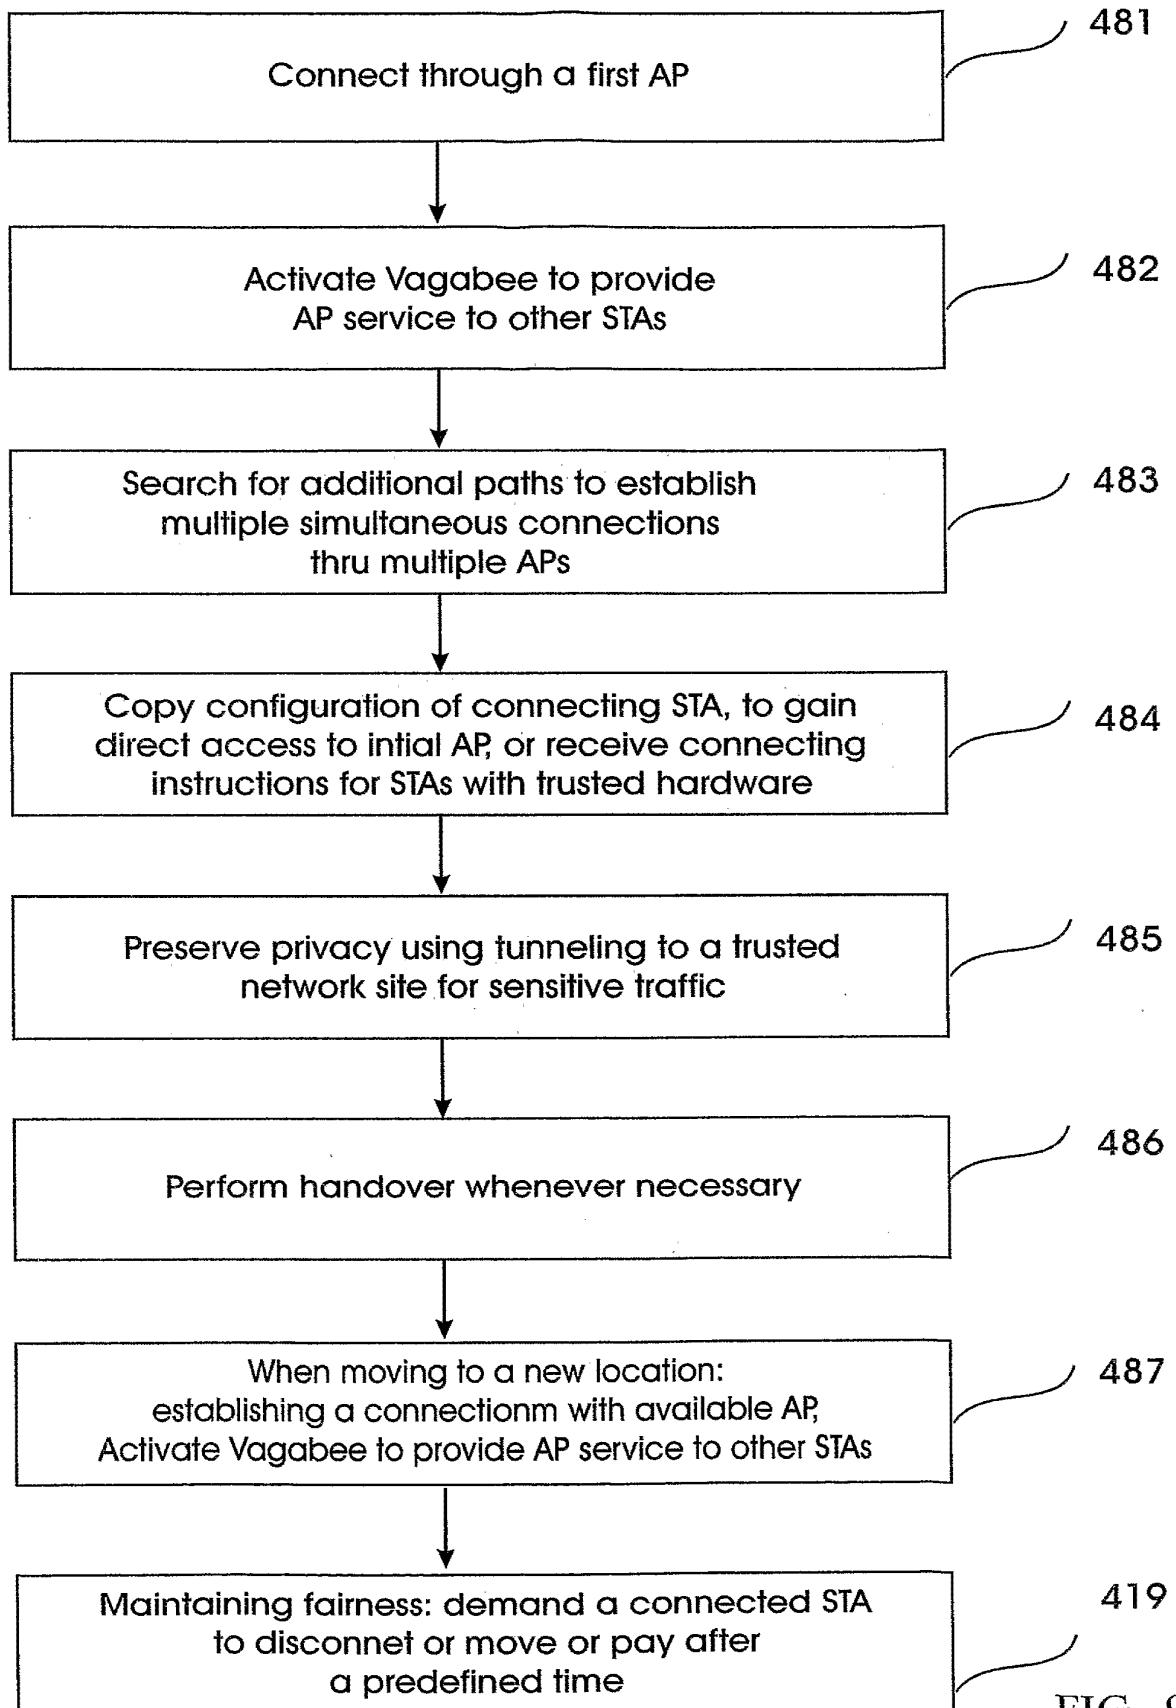 Connect through a first AP
481
Activate Vagabee to provide
AP service to other STAs
482
Search for additional paths to establish
multiple simultaneous connections
thru multiple APs
483
Copy configuration of connecting STA, to gain
direct access to intial AP, or receive connecting
instructions for STAs with trusted hardware
484
Preserve privacy using tunneling to a trusted
network site for sensitive traffic
485
Perform handover whenever necessary
486
When moving to a new location:
establishing a connectionm with available AP,
Activate Vagabee to provide AP service to other STAs
487
Maintaining fairness: demand a connected STA
to disconnet or move or pay after
a predefined time
419
FIG.